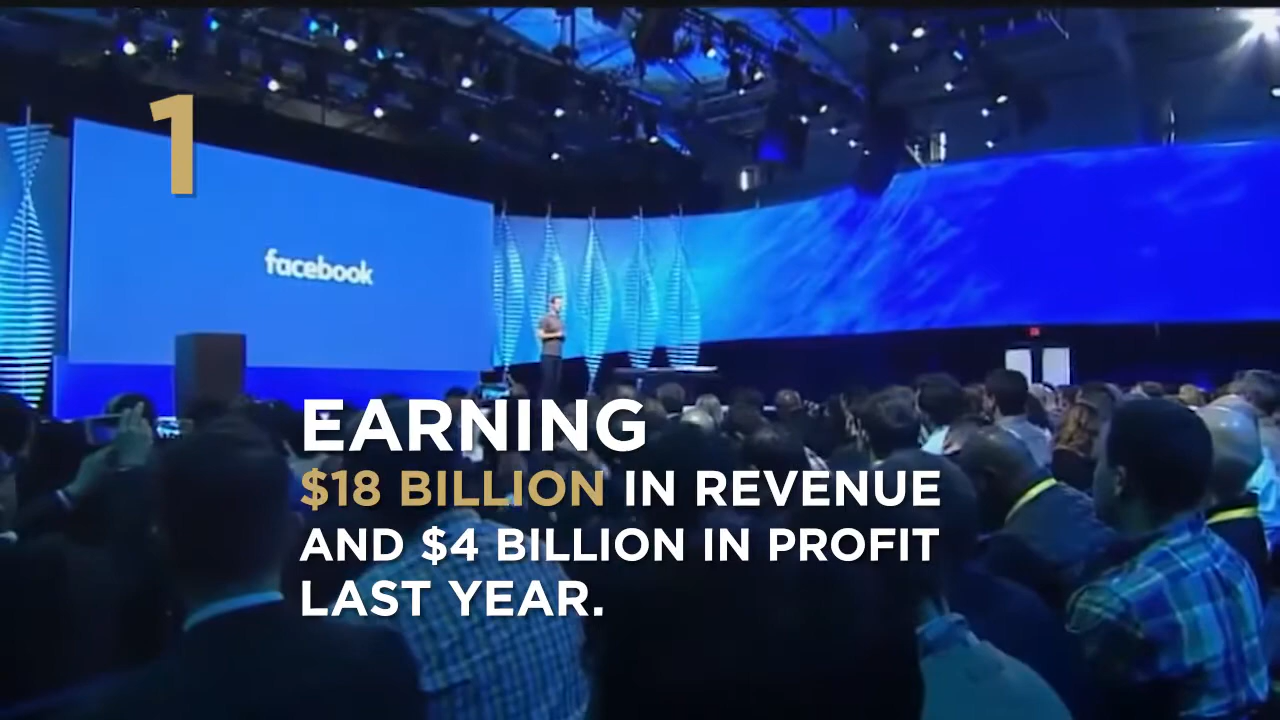 1
facebook
EARNING
$18 BILLION IN REVENUE
AND $4 BILLION IN PROFIT
LAST YEAR.